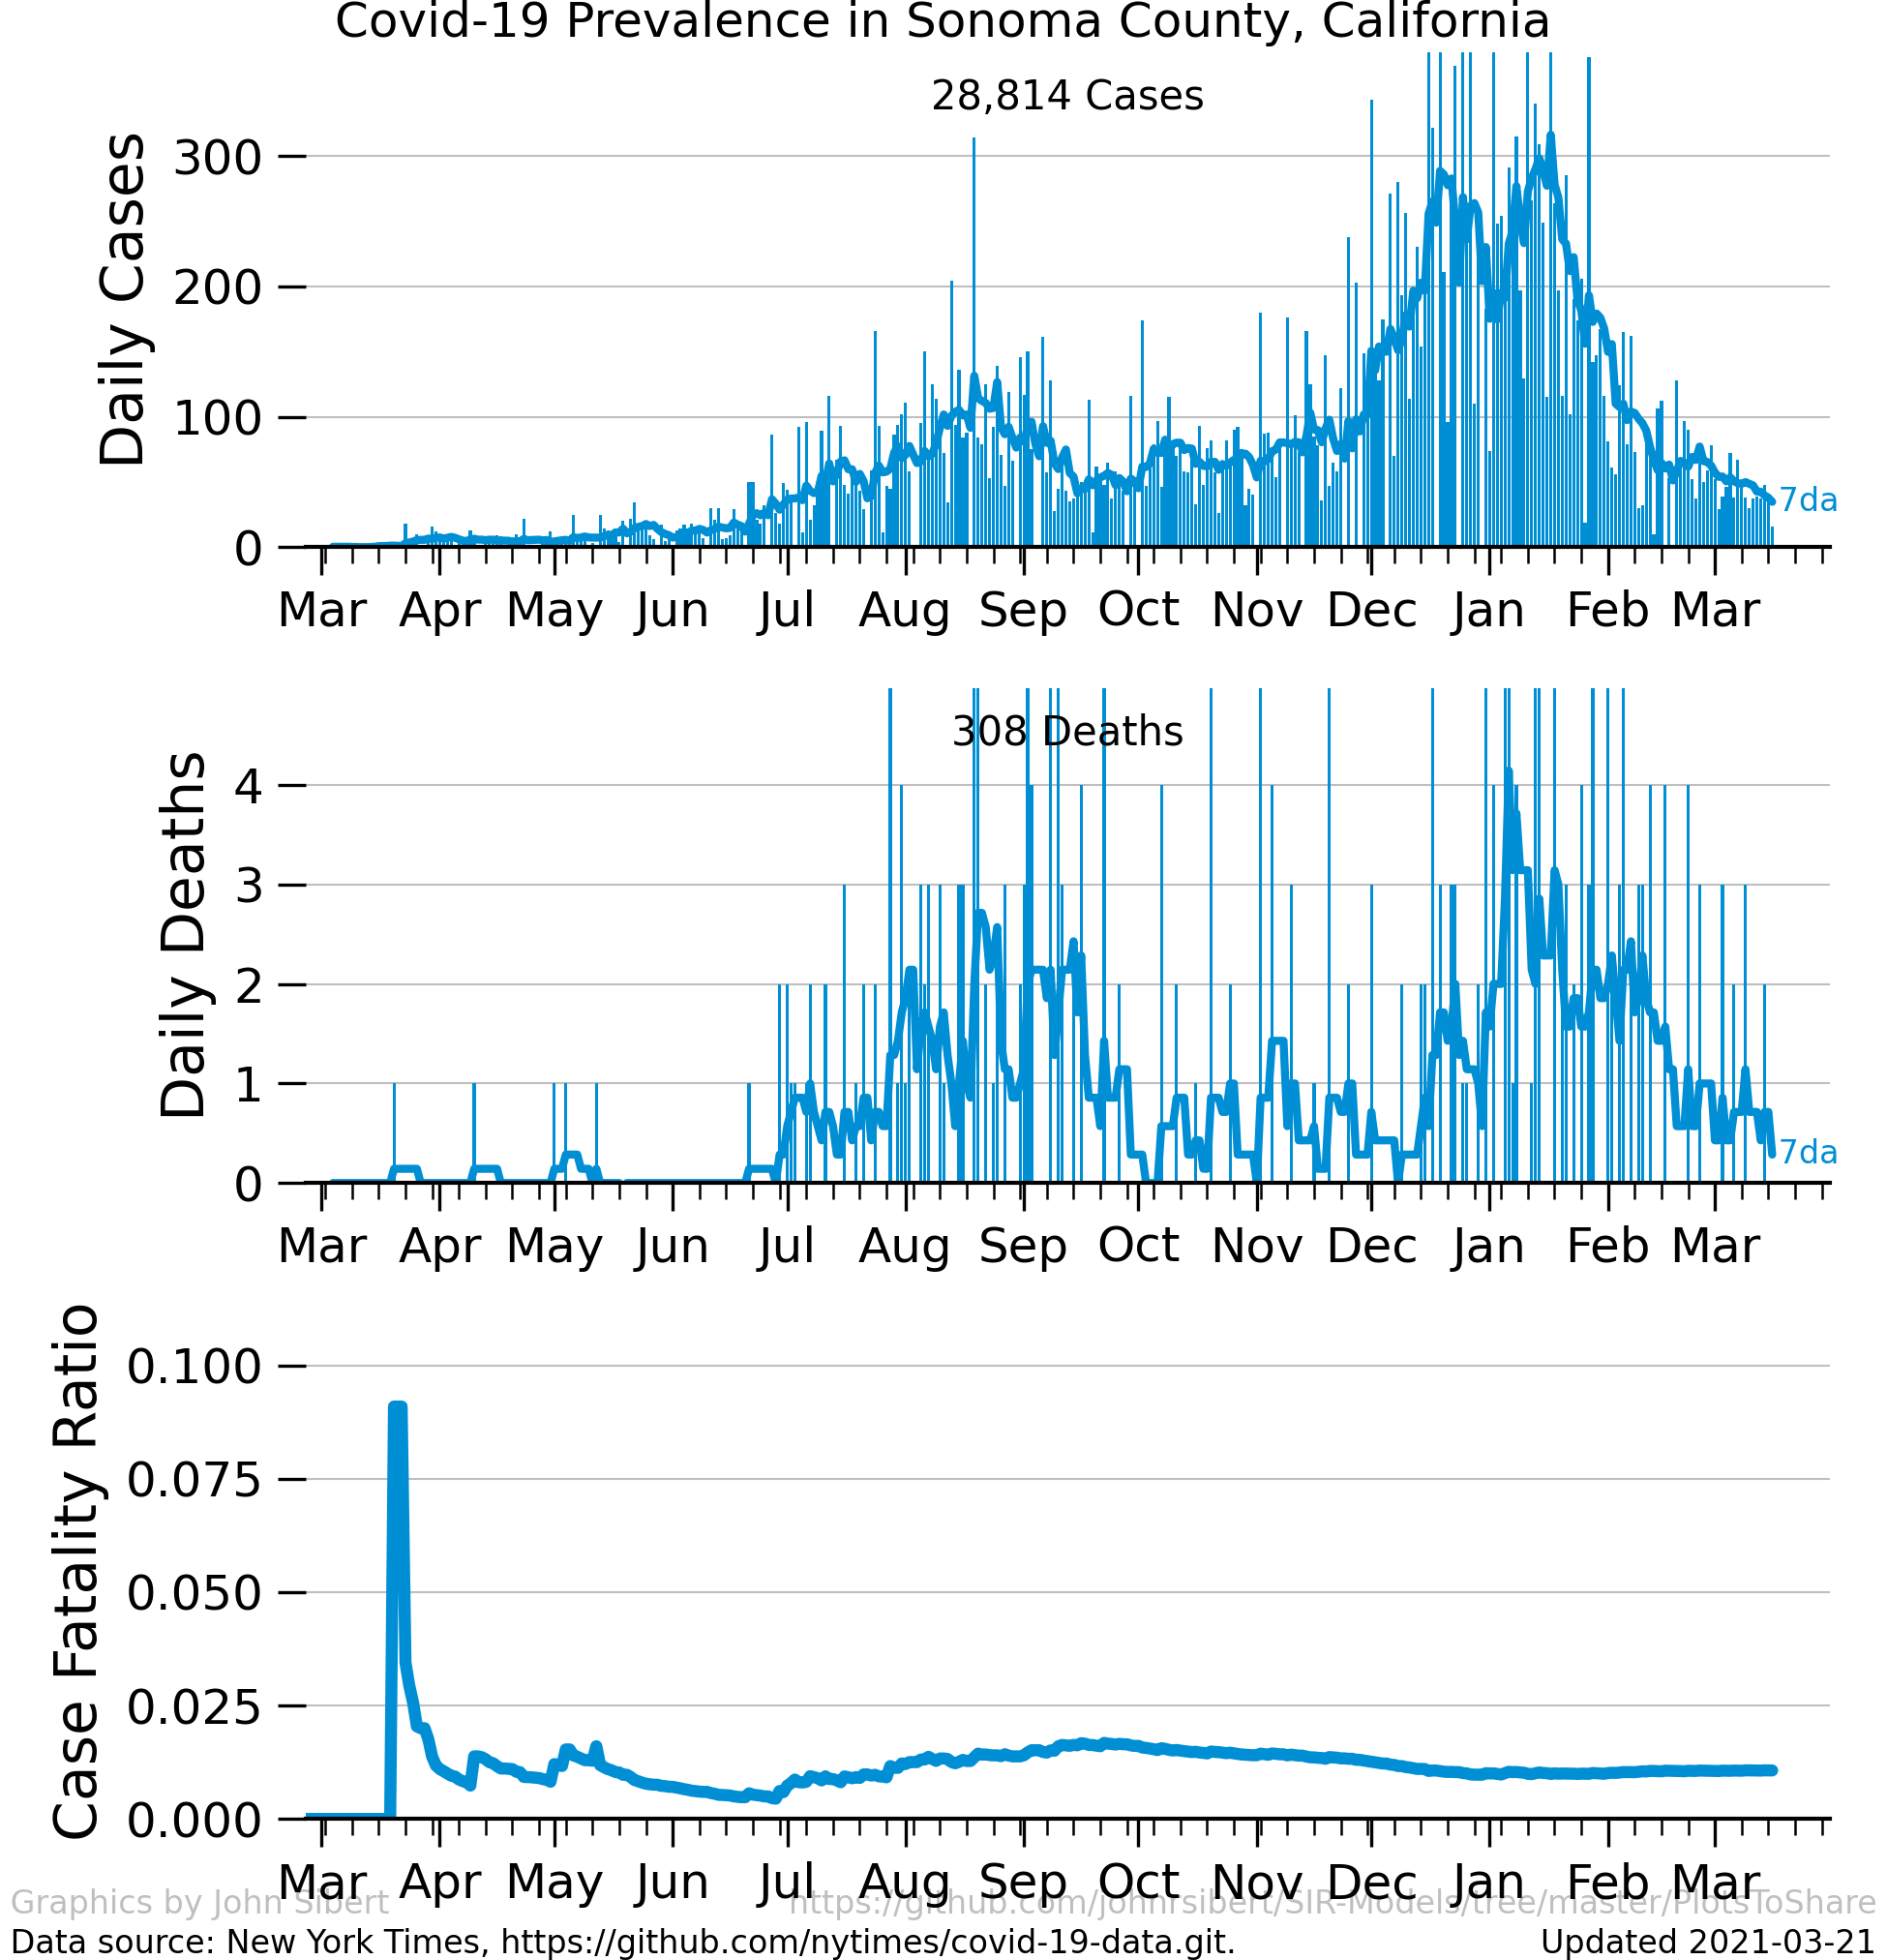 Covid-19 Prevalence in Sonoma County, California
28,814 Cases
Daily Cases
300
200
100
0
Mar Apr May Jun Jul Aug Sep Oct Nov Dec Jan Feb Mar
7da
308 Deaths
Daily Deaths
4
3
2
1
0
Mar Apr May Jun Jul Aug Sep Oct Nov Dec Jan Feb Mar
7da
Case Fatality Ratio
0.100
0.075
0.050
0.025
0.000
Mar Apr May Jun Jul Aug Sep Oct Nov Dec Jan Feb Mar
Graphics by John Sibert https://github.com/johnrsibert/SIR-Models/tree/master/PlotsToShare
Data source: New York Times, https://github.com/nytimes/covid-19-data.git. Updated 2021-03-21